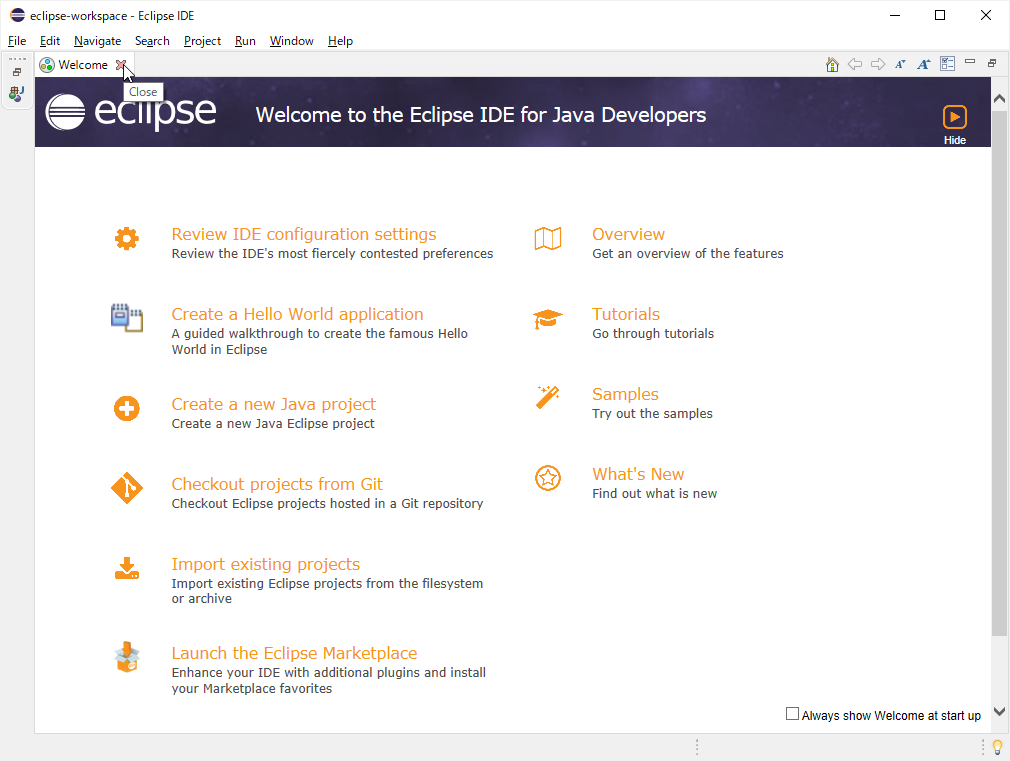 eclipse-workspace - Eclipse IDE
File Edit Navigate Search Project Run Window Help
Welcome
Close
eclipse
Welcome to the Eclipse IDE for Java Developers
Hide
Review IDE configuration settings
Review the IDE's most fiercely contested preferences
Create a Hello World application
A guided walkthrough to create the famous Hello
World in Eclipse
Create a new Java project
Create a new Java Eclipse project
Checkout projects from Git
Checkout Eclipse projects hosted in a Git repository
Import existing projects
Import existing Eclipse projects from the filesystem
or archive
Launch the Eclipse Marketplace
Enhance your IDE with additional plugins and install
your Marketplace favorites
Overview
Get an overview of the features
Tutorials
Go through tutorials
Samples
Try out the samples
What's New
Find out what is new
Always show Welcome at start up